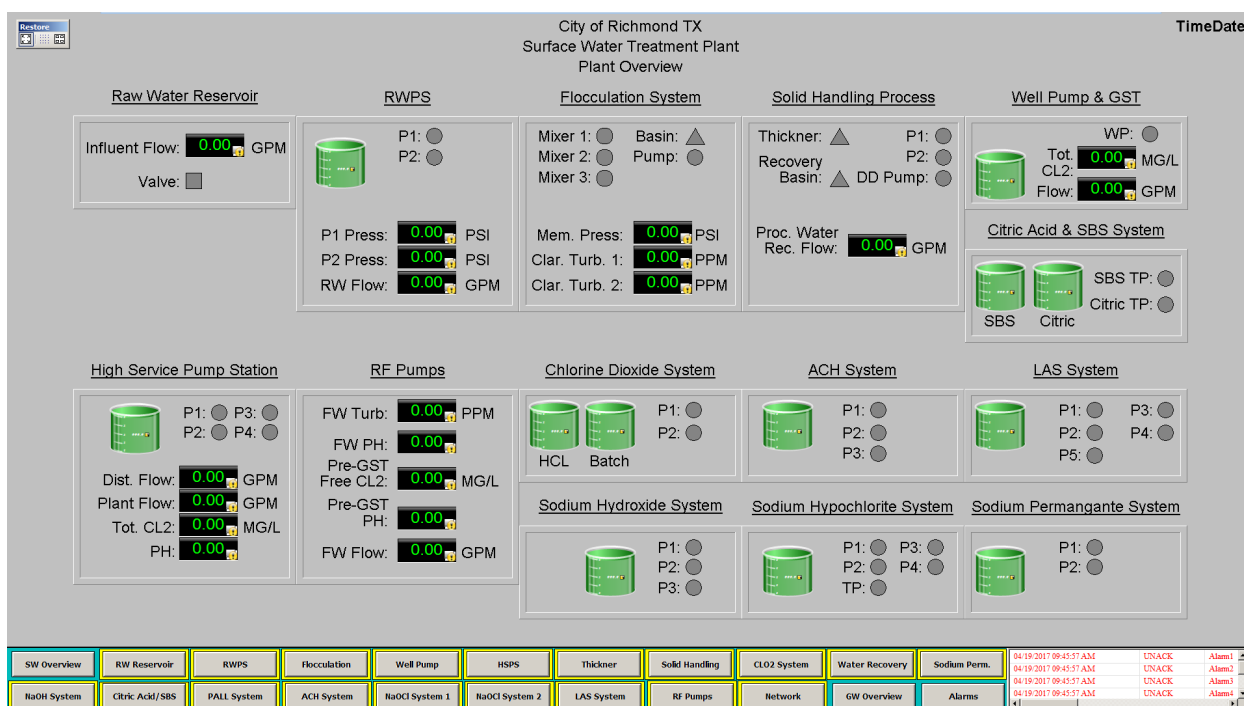 Restore
City of Richmond TX
Surface Water Treatment Plant
Plant Overview
TimeDate
Raw Water Reservoir
Influent Flow: 0.00 GPM
Valve:
RWPS
P1:
P2:
P1 Press: 0.00 PSI
P2 Press: 0.00 PSI
RW Flow: 0.00 GPM
Flocculation System
Mixer 1: Basin:
Mixer 2: Pump:
Mixer 3:
Mem. Press: 0.00 PSI
Clar. Turb. 1: 0.00 PPM
Clar. Turb. 2: 0.00 PPM
Solid Handling Process
Thickner: P1:
Recovery P2:
Basin: DD Pump:
Proc. Water
Rec. Flow: 0.00 GPM
Well Pump & GST
WP:
Tot.
CL2: 0.00 MG/L
Flow: 0.00 GPM
Citric Acid & SBS System
SBS TP:
Citric TP:
SBS Citric
High Service Pump Station
P1: P3:
P2: P4:
Dist. Flow: 0.00 GPM
Plant Flow: 0.00 GPM
Tot. CL2: 0.00 MG/L
PH: 0.00
RF Pumps
FW Turb: 0.00 PPM
FW PH: 0.00
Pre-GST
Free CL2: 0.00 MG/L
Pre-GST
PH: 0.00
FW Flow: 0.00 GPM
Chlorine Dioxide System
P1:
P2:
HCL Batch
ACH System
P1:
P2:
P3:
LAS System
P1: P3:
P2: P4:
P5:
Sodium Hydroxide System
P1:
P2:
P3:
Sodium Hypochlorite System
P1: P3:
P2: P4:
TP:
Sodium Permangante System
P1:
P2:
SW Overview RW Reservoir RWPS Flocculation Well Pump HSPS Thickner Solid Handling CLO2 System Water Recovery Sodium Perm.
NaOH System Citric Acid/SBS PALL System ACH System NaOCl System 1 NaOCl System 2 LAS System RF Pumps Network GW Overview Alarms
04/19/2017 09:45:57 AM UNACK Alarm1
04/19/2017 09:45:57 AM UNACK Alarm2
04/19/2017 09:45:57 AM UNACK Alarm3
04/19/2017 09:45:57 AM UNACK Alarm4